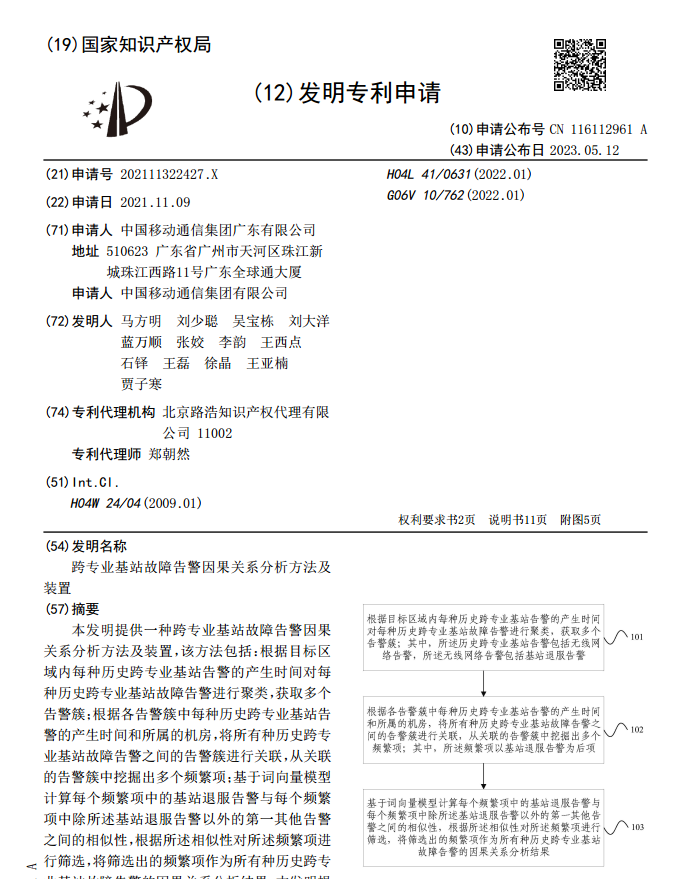 (19)国家知识产权局
(12)发明专利申请
(10)申请公布号 CN 116112961 A
(43)申请公布日 2023.05.12
(21)申请号 202111322427.X
(22)申请日 2021.11.09
(71)申请人 中国移动通信集团广东有限公司
地址 510623 广东省广州市天河区珠江新
城珠江西路11号广东全球通大厦
申请人 中国移动通信集团有限公司
(72)发明人 马方明 刘少聪 吴宝栋 刘大洋
蓝万顺 张姣 李韵 王西点
石铎 王磊 徐晶 王亚楠
贾子寒
(74)专利代理机构 北京路浩知识产权代理有限
公司 11002
专利代理师 郑朝然
(51)Int.Cl.
H04W 24/04(2009.01)
H04L 41/0631(2022.01)
G06V 10/762(2022.01)
权利要求书2页 说明书11页 附图5页
(54)发明名称
跨专业基站故障告警因果关系分析方法及
装置
(57)摘要
本发明提供一种跨专业基站故障告警因果
关系分析方法及装置,该方法包括:根据目标区
域内每种历史跨专业基站告警的产生时间对每
种历史跨专业基站故障告警进行聚类,获取多个
告警簇;根据各告警簇中每种历史跨专业基站告
警的产生时间和所属的机房,将所有种历史跨专
业基站故障告警之间的告警簇进行关联,从关联
的告警簇中挖掘出多个频繁项;基于词向量模型
计算每个频繁项中的基站退服告警与每个频繁
项中除所述基站退服告警以外的第一其他告警
之间的相似性,根据所述相似性对所述频繁项进
行筛选,将筛选出的频繁项作为所有种历史跨专
根据目标区域内每种历史跨专业基站告警的产生时间
对每种历史跨专业基站故障告警进行聚类,获取多个
告警簇;其中,所述历史跨专业基站告警包括无线网
络告警,所述无线网络告警包括基站退服告警
101
根据各告警簇中每种历史跨专业基站告警的产生时间
和所属的机房,将所有种历史跨专业基站故障告警之
间的告警簇进行关联,从关联的告警簇中挖掘出多个
频繁项;其中,所述频繁项以基站退服告警为后项
102
基于词向量模型计算每个频繁项中的基站退服告警与
每个频繁项中除所述基站退服告警以外的第一其他告
警之间的相似性,根据所述相似性对所述频繁项进行
筛选,将筛选出的频繁项作为所有种历史跨专业基站
故障告警的因果关系分析结果
103
A